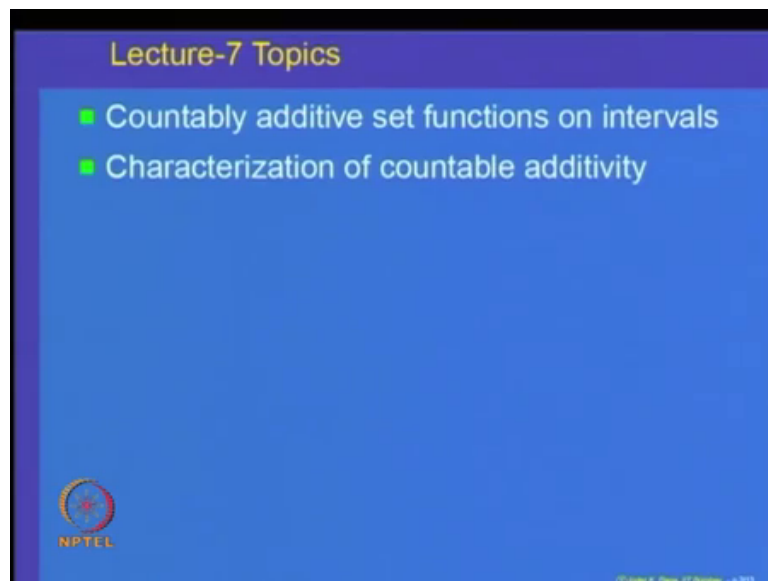 Lecture-7 Topics
Countably additive set functions on intervals
Characterization of countable additivity
NPTEL